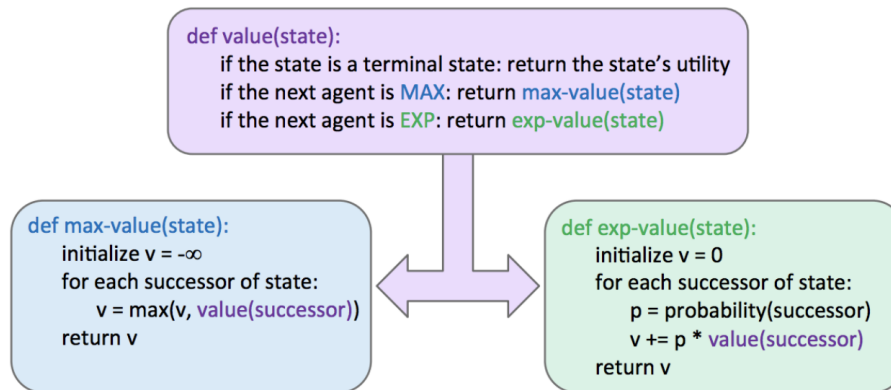 def value(state):
if the state is a terminal state: return the state's utility
if the next agent is MAX: return max-value(state)
if the next agent is EXP: return exp-value(state)
def max-value(state):
initialize v = -∞
for each successor of state:
v = max(v, value(successor))
return v
def exp-value(state):
initialize v = 0
for each successor of state:
p = probability(successor)
v += p * value(successor)
return v